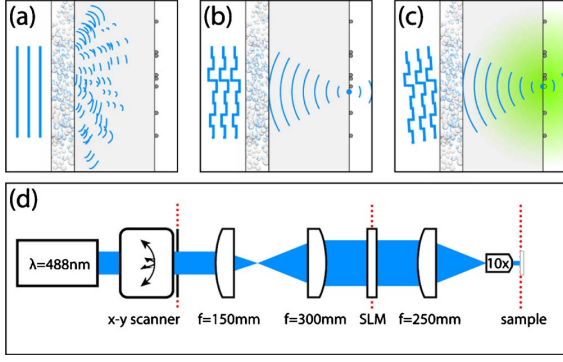 (a)
(b)
(c)
(d)
λ=488nm
10x
x-y scanner
f=150mm
f=300mm
SLM
f=250mm
sample